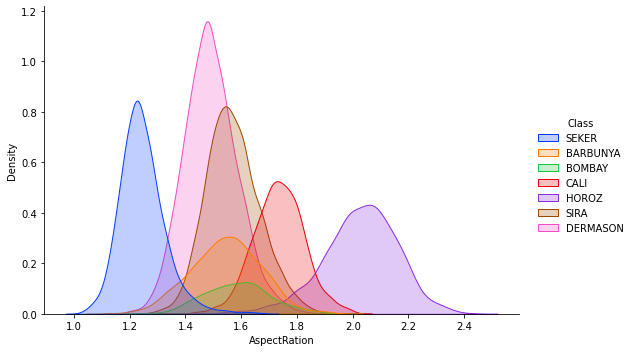 1.2
1.0
0.8
0.6
0.4
0.2
0.0
Density
1.0 1.2 1.4 1.6 1.8 2.0 2.2 2.4
AspectRation
Class
SEKER
BARBUNYA
BOMBAY
CALI
HOROZ
SIRA
DERMASON